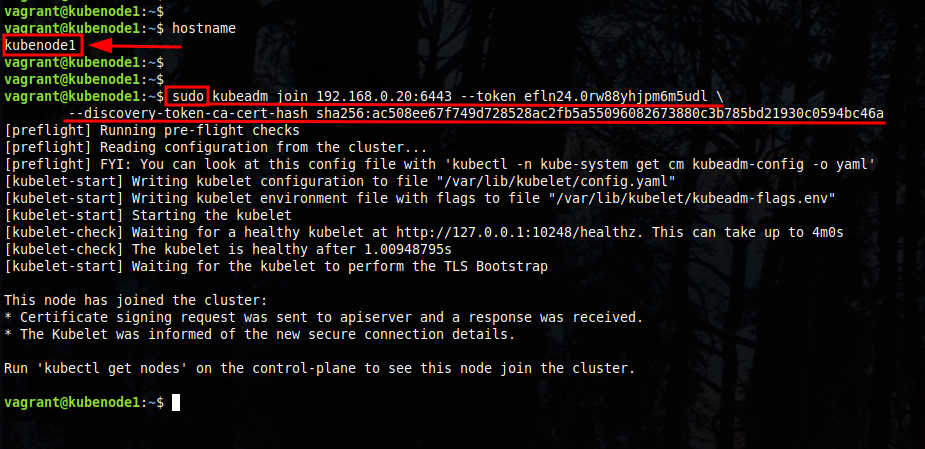 vagrant@kubenode1:~$
vagrant@kubenode1:~$ hostname
kubenode1
vagrant@kubenode1:~$
vagrant@kubenode1:~$
vagrant@kubenode1:~$ sudo kubeadm join 192.168.0.20:6443 --token efln24.0rw88yhjpm6m5udl \
--discovery-token-ca-cert-hash sha256:ac508ee67f749d728528ac2fb5a55096082673880c3b785bd21930c0594bc46a
[preflight] Running pre-flight checks
[preflight] Reading configuration from the cluster...
[preflight] FYI: You can look at this config file with 'kubectl -n kube-system get cm kubeadm-config -o yaml'
[kubelet-start] Writing kubelet configuration to file "/var/lib/kubelet/config.yaml"
[kubelet-start] Writing kubelet environment file with flags to file "/var/lib/kubelet/kubeadm-flags.env"
[kubelet-start] Starting the kubelet
[kubelet-check] Waiting for a healthy kubelet at http://127.0.0.1:10248/healthz. This can take up to 4m0s
[kubelet-check] The kubelet is healthy after 1.00948795s
[kubelet-start] Waiting for the kubelet to perform the TLS Bootstrap
This node has joined the cluster:
* Certificate signing request was sent to apiserver and a response was received.
* The Kubelet was informed of the new secure connection details.
Run 'kubectl get nodes' on the control-plane to see this node join the cluster.
vagrant@kubenode1:~$